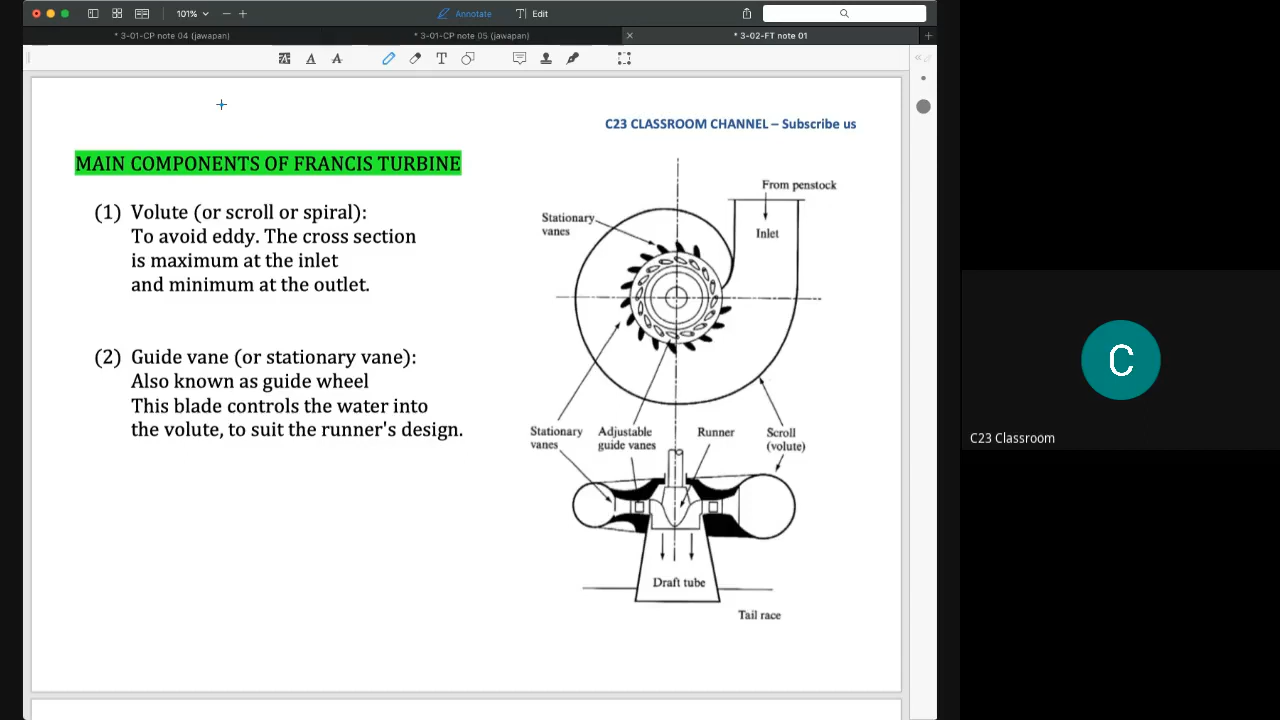 101%
Annotate
Edit
* 3-01-CP note 04 (jawapan)
* 3-01-CP note 05 (jawapan)
* 3-02-FT note 01
C23 CLASSROOM CHANNEL – Subscribe us
MAIN COMPONENTS OF FRANCIS TURBINE
(1) Volute (or scroll or spiral):
To avoid eddy. The cross section
is maximum at the inlet
and minimum at the outlet.
(2) Guide vane (or stationary vane):
Also known as guide wheel
This blade controls the water into
the volute, to suit the runner's design.
From penstock
Inlet
Stationary
vanes
Stationary
vanes
Adjustable
guide vanes
Runner
Scroll
(volute)
Draft tube
Tail race
C
C23 Classroom